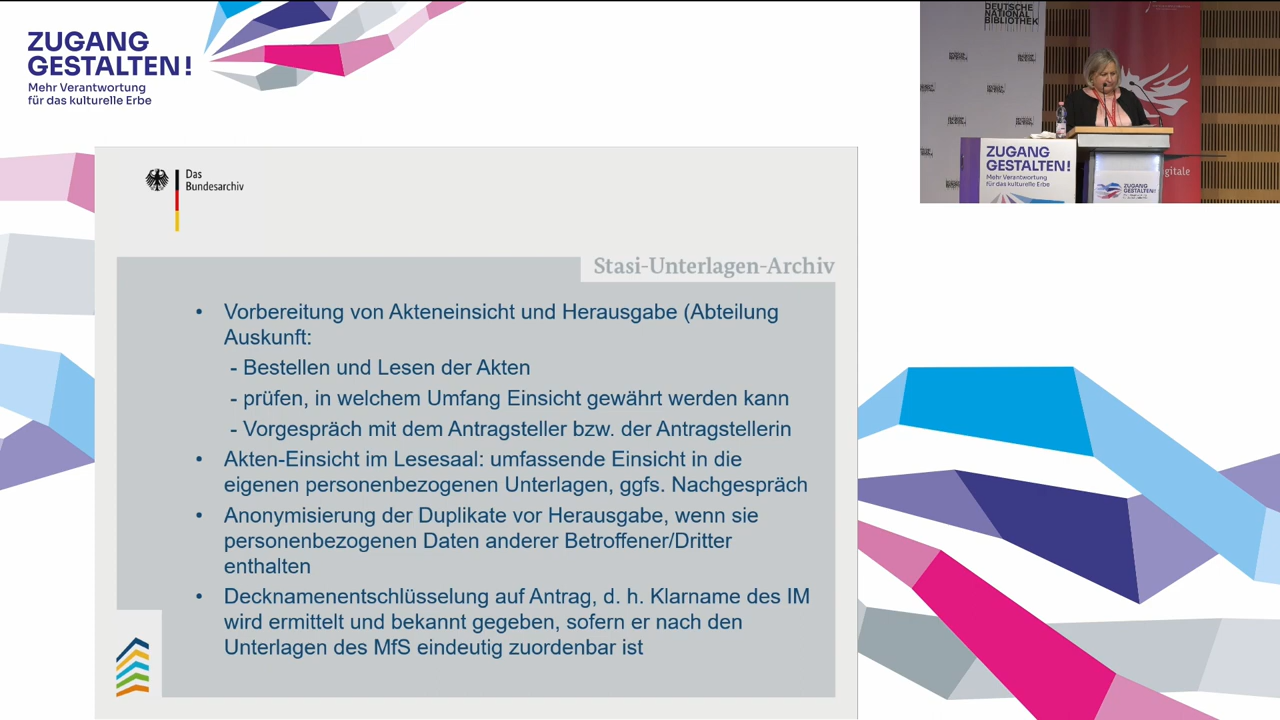 ZUGANG
GESTALTEN!
Mehr Verantwortung
für das kulturelle Erbe
Das
Bundesarchiv
Stasi-Unterlagen-Archiv
• Vorbereitung von Akteneinsicht und Herausgabe (Abteilung
Auskunft:
- Bestellen und Lesen der Akten
- prüfen, in welchem Umfang Einsicht gewährt werden kann
- Vorgespräch mit dem Antragsteller bzw. der Antragstellerin
• Akten-Einsicht im Lesesaal: umfassende Einsicht in die
eigenen personenbezogenen Unterlagen, ggfs. Nachgespräch
• Anonymisierung der Duplikate vor Herausgabe, wenn sie
personenbezogenen Daten anderer Betroffener/Dritter
enthalten
• Decknamenentschlüsselung auf Antrag, d. h. Klarname des IM
wird ermittelt und bekannt gegeben, sofern er nach den
Unterlagen des MfS eindeutig zuordenbar ist
DEUTSCHE
NATIONAL
BIBLIOTHEK
ZUGANG
GESTALTEN!
Mehr Verantwortung
für das kulturelle Erbe
ZUGANG
GESTALTEN!